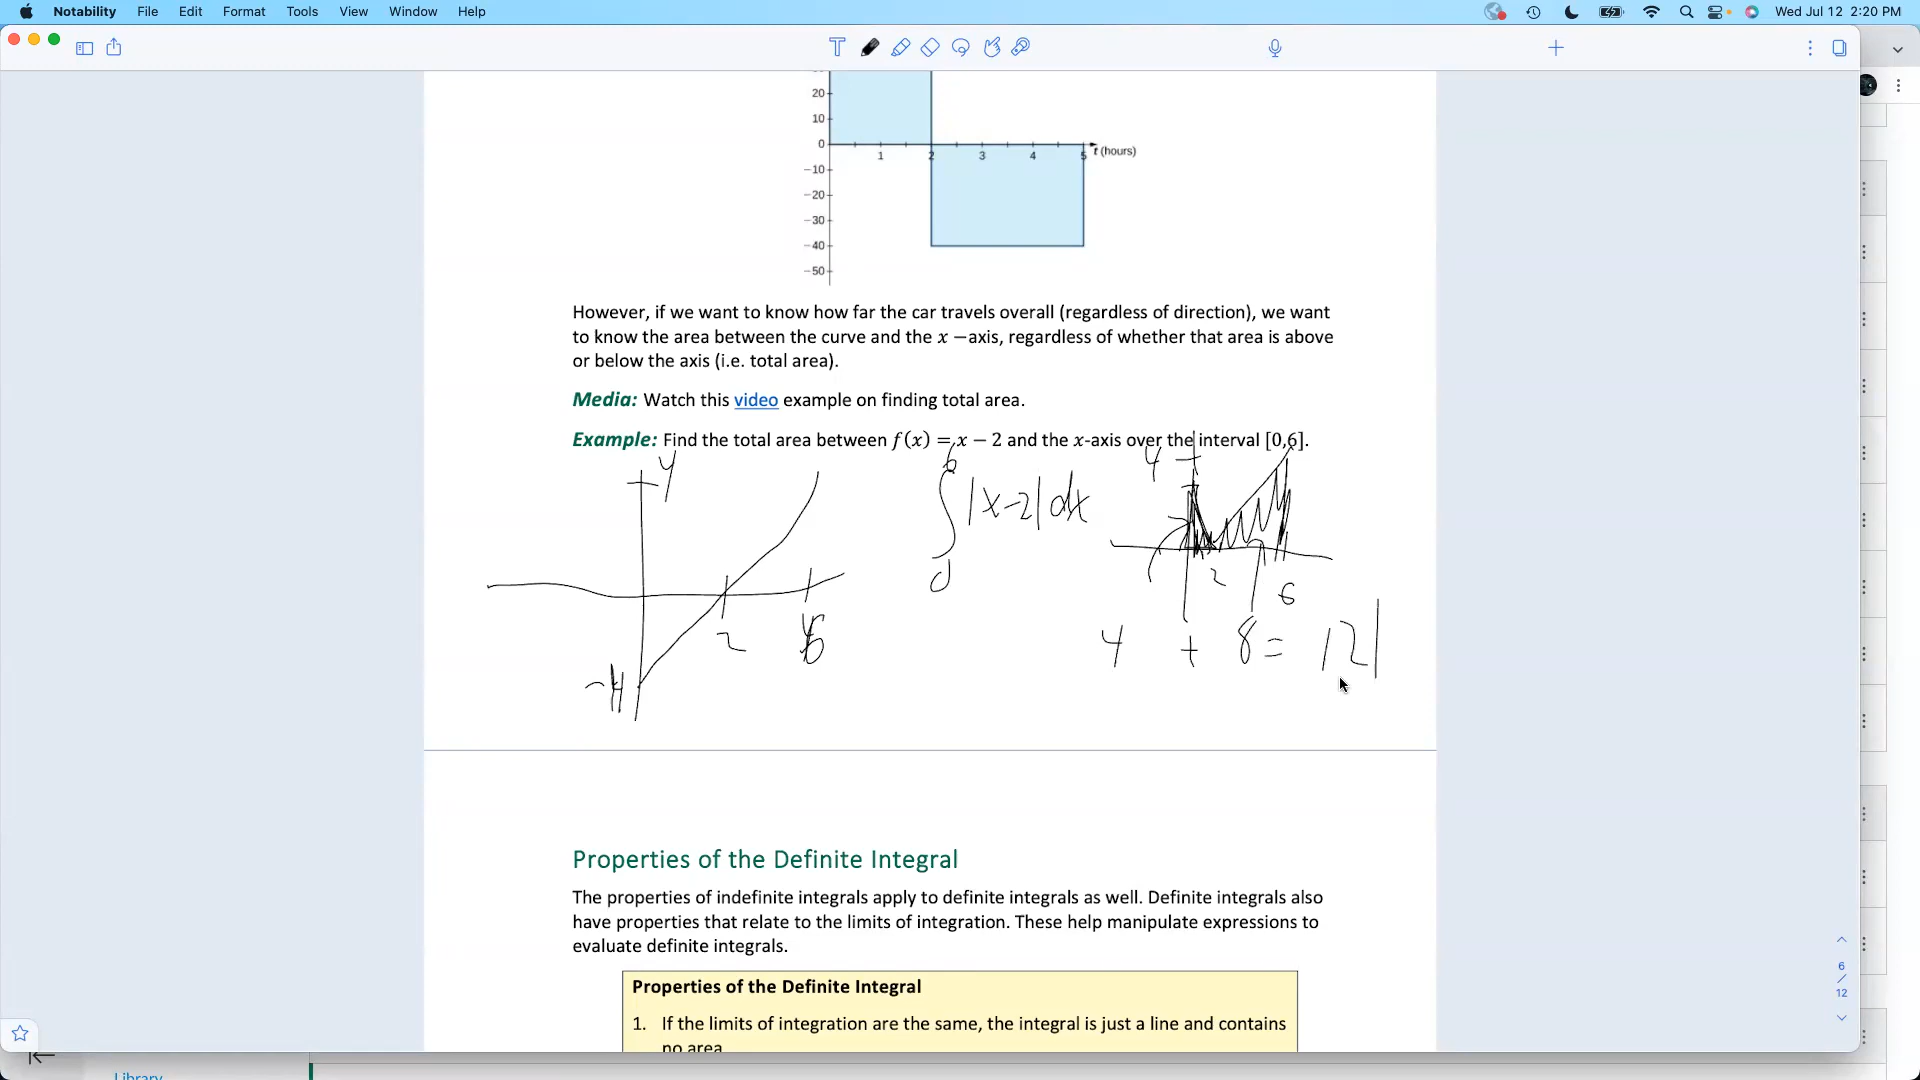 Notability File Edit Format Tools View Window Help Wed Jul 12 2:20 PM
20
10
0
1 2 3 4 5 t (hours)
−10
−20
−30
−40
−50
However, if we want to know how far the car travels overall (regardless of direction), we want
to know the area between the curve and the x −axis, regardless of whether that area is above
or below the axis (i.e. total area).
Media: Watch this video example on finding total area.
Example: Find the total area between f(x) = x − 2 and the x-axis over the interval [0,6].
y
6
∫ |x-2| dx
0
4
2 6
2 6
4 + 8 = 12
Properties of the Definite Integral
The properties of indefinite integrals apply to definite integrals as well. Definite integrals also
have properties that relate to the limits of integration. These help manipulate expressions to
evaluate definite integrals.
Properties of the Definite Integral
1. If the limits of integration are the same, the integral is just a line and contains
no area
6
/
12
Library